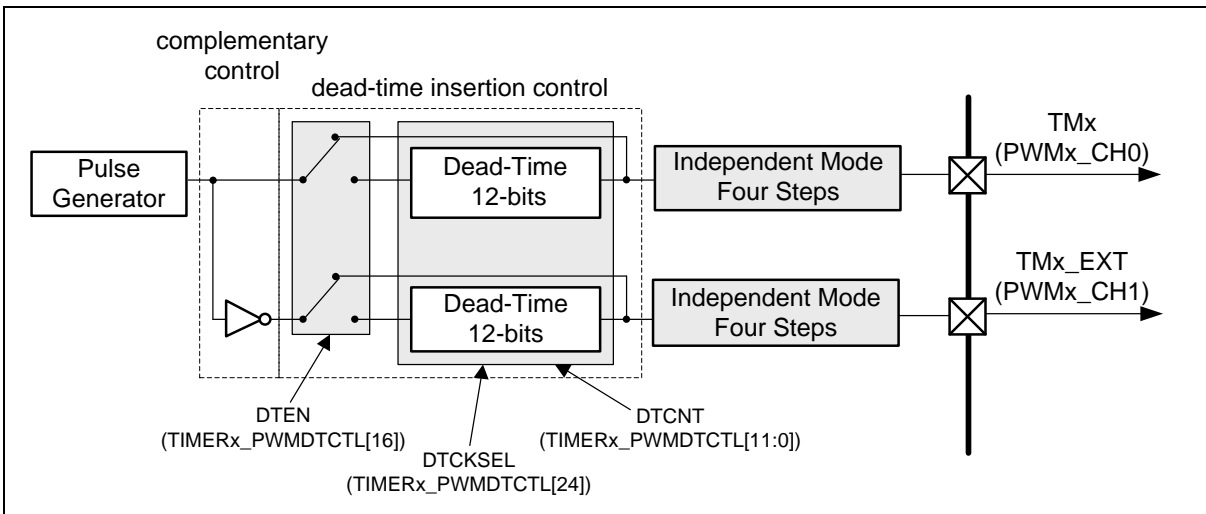 complementary
control
dead-time insertion control
Pulse
Generator
Dead-Time
12-bits
Independent Mode
Four Steps
TMx
(PWMx_CH0)
Dead-Time
12-bits
Independent Mode
Four Steps
TMx_EXT
(PWMx_CH1)
DTEN
(TIMERx_PWMDTCTL[16])
DTCNT
(TIMERx_PWMDTCTL[11:0])
DTCKSEL
(TIMERx_PWMDTCTL[24])